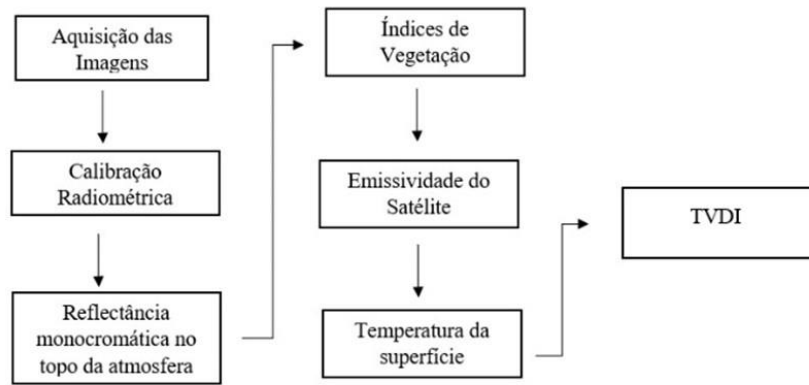 Aquisição das
Imagens
Calibração
Radiométrica
Reflectância
monocromática no
topo da atmosfera
Índices de
Vegetação
Emissividade do
Satélite
Temperatura da
superfície
TVDI